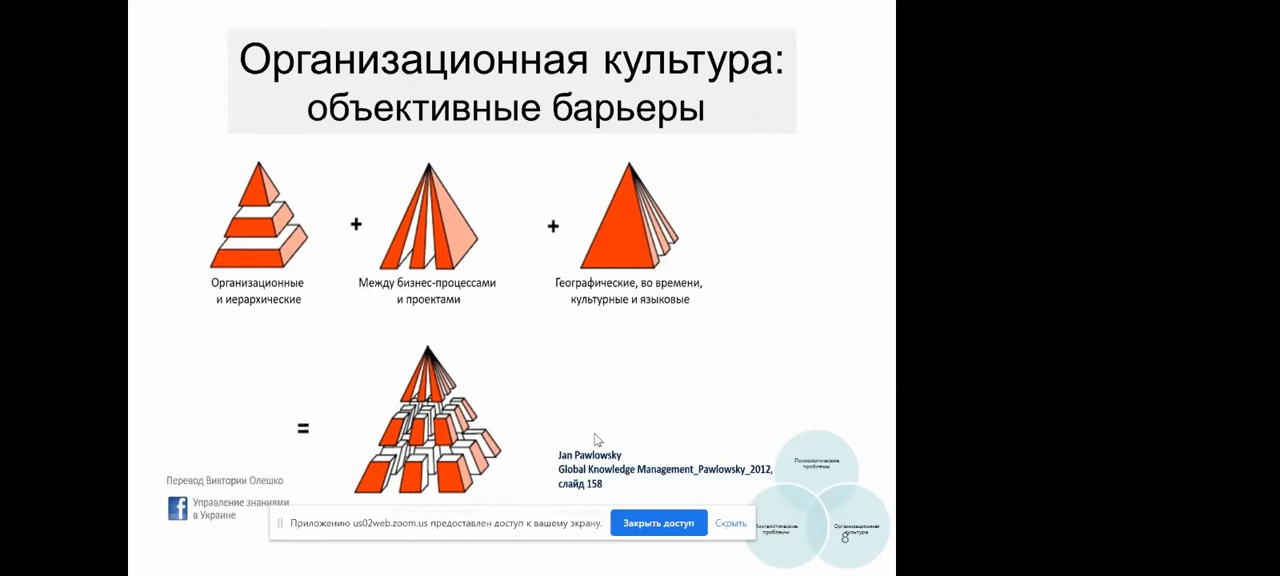 Организационная культура:
объективные барьеры
+
+
Организационные
и иерархические
Между бизнес-процессами
и проектами
Географические, во времени,
культурные и языковые
=
Jan Pawlowsky
Global Knowledge Management_Pawlowsky_2012,
слайд 158
Перевод Виктории Олешко
f
Управление знаниями
в Украине
Приложению us02web.zoom.us предоставлен доступ к вашему экрану.
Закрыть доступ
Скрыть
Психологические
проблемы
проблемы
Организационная
культура
8